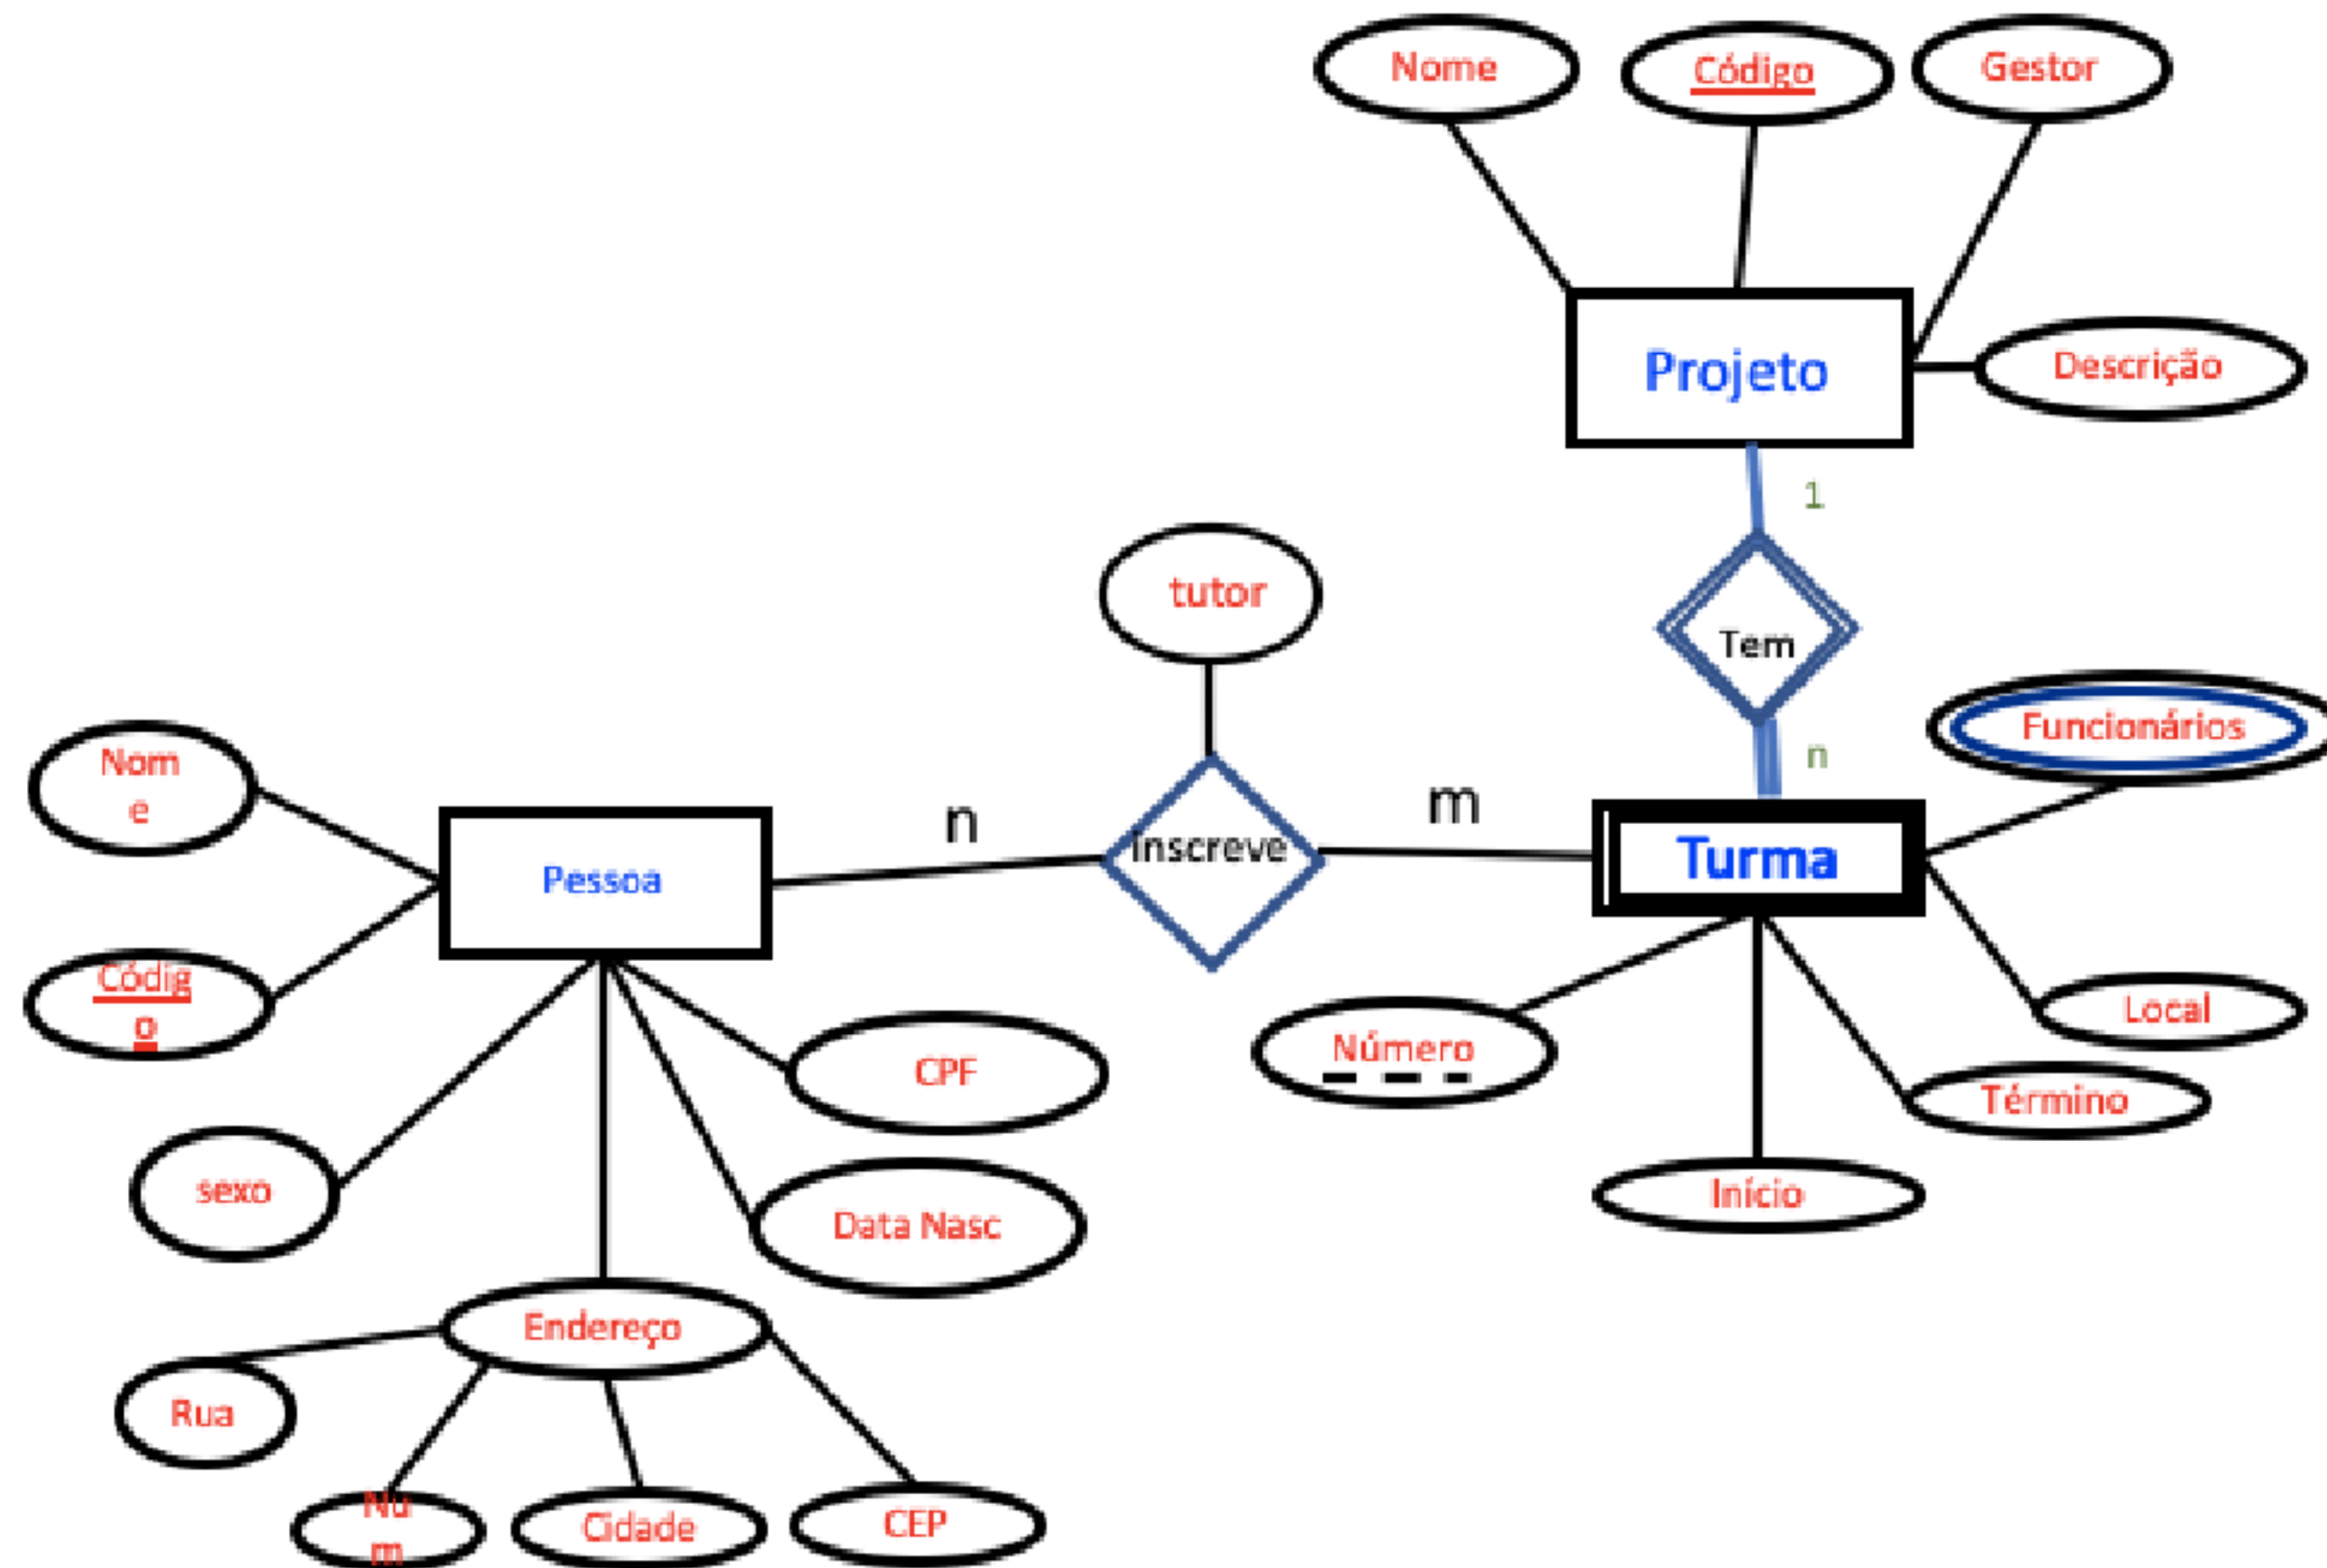 Nome
Código
Gestor
Projeto
Descrição
1
tutor
Tem
Funcionários
n
Nom
e
n
m
Inscreve
Turma
Pessoa
Códig
o
Local
Número
CPF
Término
sexo
Data Nasc
Início
Endereço
Rua
Nu
m
Cidade
CEP